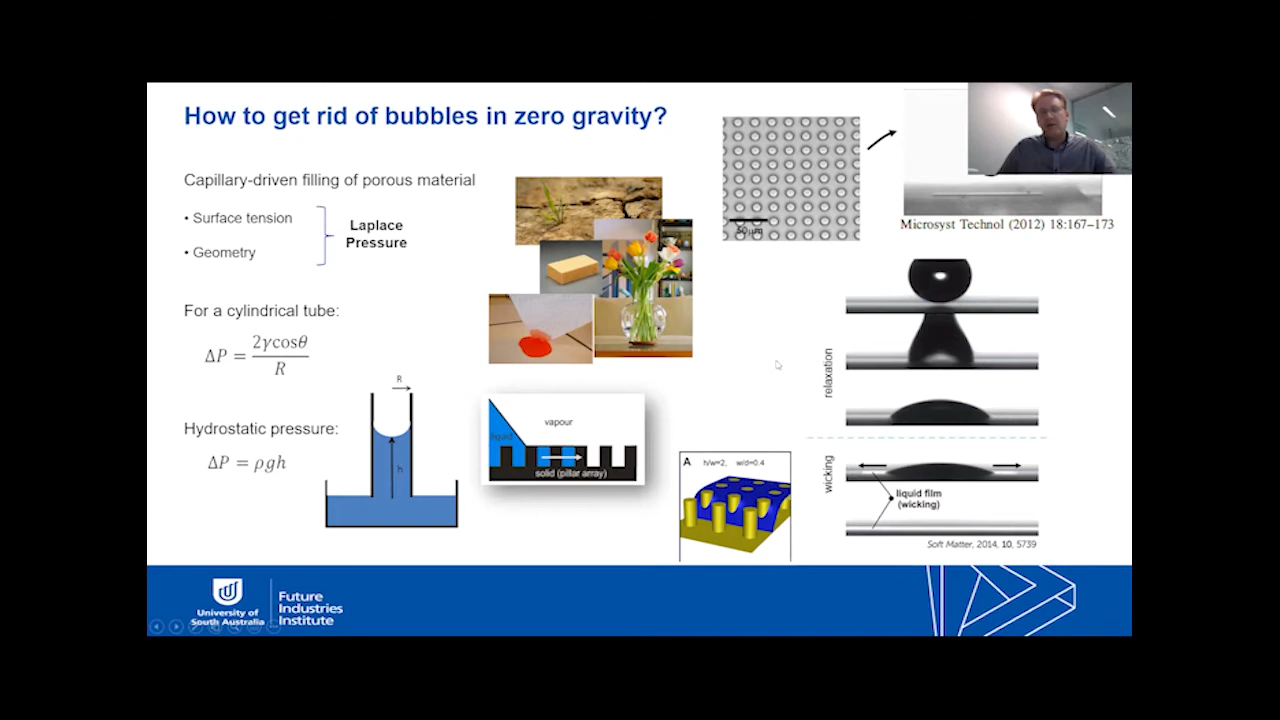 How to get rid of bubbles in zero gravity?
Capillary-driven filling of porous material
• Surface tension
• Geometry
Laplace
Pressure
For a cylindrical tube:
ΔP = 2γcosθ / R
Hydrostatic pressure:
ΔP = ρgh
R
h
liquid
vapour
solid (pillar array)
50µm
Microsyst Technol (2012) 18:167–173
A h/w=2, w/d=0.4
relaxation
wicking
liquid film
(wicking)
Soft Matter, 2014, 10, 5739
University of
South Australia
Future
Industries
Institute